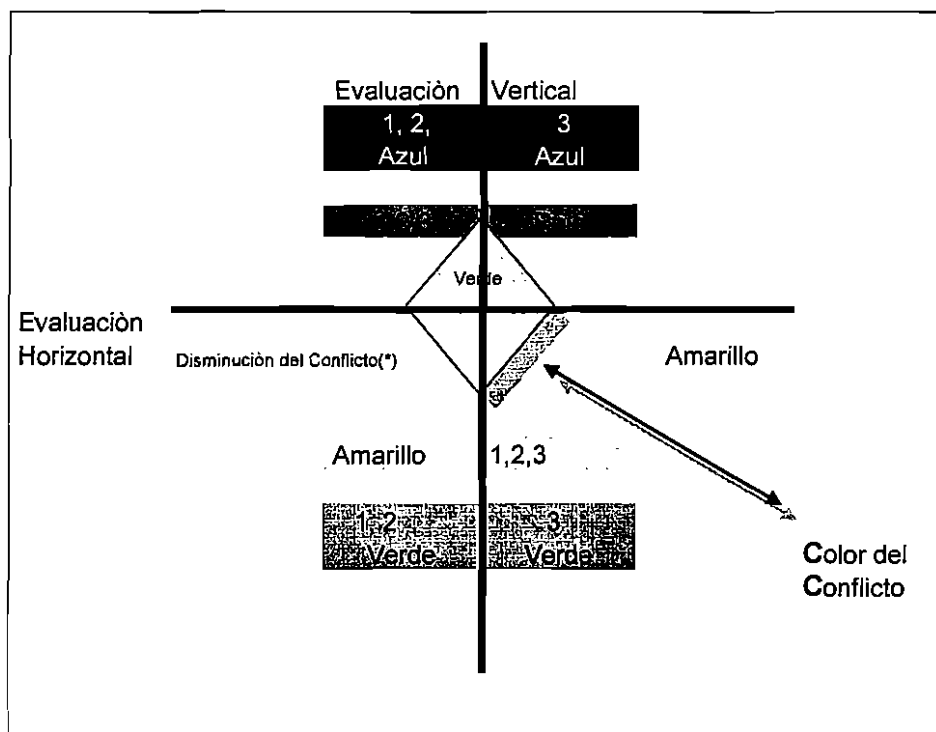 Evaluaciòn Vertical
1, 2, 3
Azul Azul
Verde
Evaluaciòn
Horizontal
Disminuciòn del Conflicto(*)
Amarillo
Amarillo 1,2,3
1, 2 3
Verde Verde
Color del
Conflicto